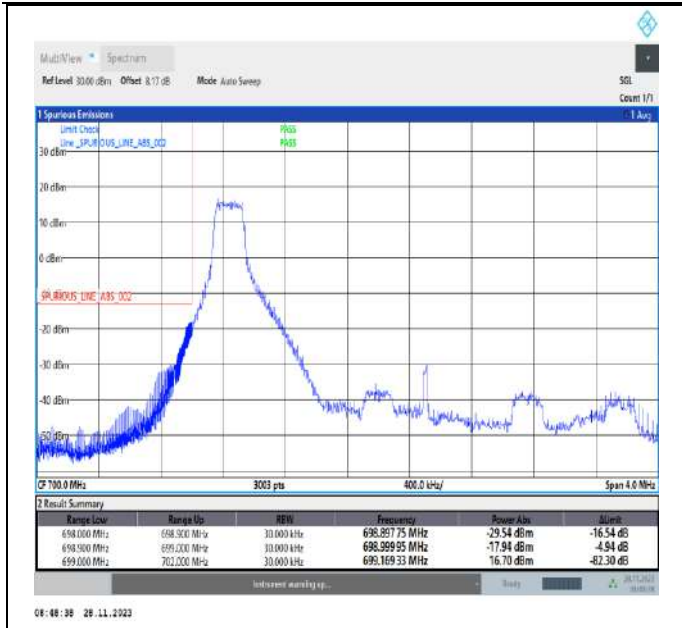 MultiView Spectrum
Ref Level 30.00 dBm Offset 8.17 dB Mode Auto Sweep SGL
Count 1/1
1 Spurious Emissions 1 Avg
Limit Check PASS
Line _SPURIOUS_LINE_ABS_002 PASS
30 dBm
20 dBm
10 dBm
0 dBm
SPURIOUS_LINE_ABS_002
-20 dBm
-30 dBm
-40 dBm
-50 dBm
CF 700.0 MHz 3003 pts 400.0 kHz/ Span 4.0 MHz
2 Result Summary
Range Low Range Up RBW Frequency Power Abs ΔLimit
698.000 MHz 698.900 MHz 30.000 kHz 698.89775 MHz -29.54 dBm -16.54 dB
698.900 MHz 699.000 MHz 30.000 kHz 698.99995 MHz -17.94 dBm -4.94 dB
699.000 MHz 702.000 MHz 30.000 kHz 699.16933 MHz 16.70 dBm -82.30 dB
Instrument warming up... Ready 28.11.2023
08:48:38 28.11.2023